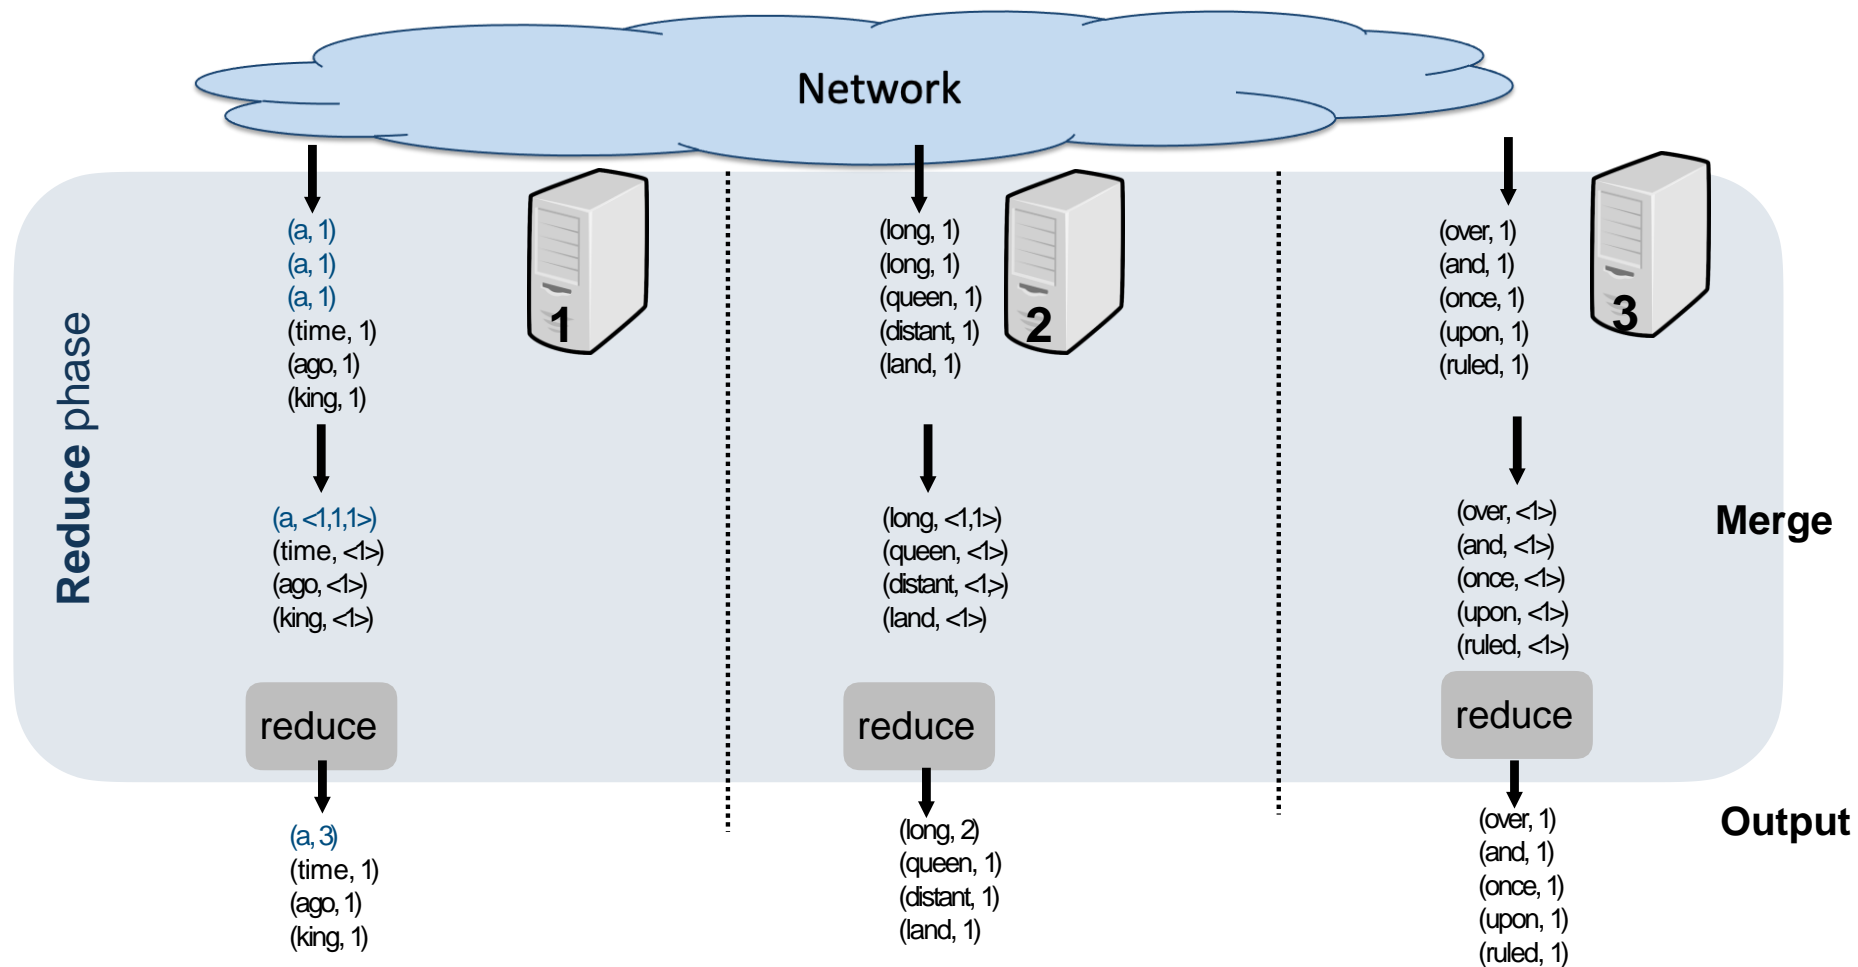 Network
Reduce phase
1
(a, 1)
(a, 1)
(a, 1)
(time, 1)
(ago, 1)
(king, 1)
(a, <1,1,1>)
(time, <1>)
(ago, <1>)
(king, <1>)
reduce
(a, 3)
(time, 1)
(ago, 1)
(king, 1)
2
(long, 1)
(long, 1)
(queen, 1)
(distant, 1)
(land, 1)
(long, <1,1>)
(queen, <1>)
(distant, <1,>)
(land, <1>)
reduce
(long, 2)
(queen, 1)
(distant, 1)
(land, 1)
3
(over, 1)
(and, 1)
(once, 1)
(upon, 1)
(ruled, 1)
(over, <1>)
(and, <1>)
(once, <1>)
(upon, <1>)
(ruled, <1>)
reduce
(over, 1)
(and, 1)
(once, 1)
(upon, 1)
(ruled, 1)
Merge
Output